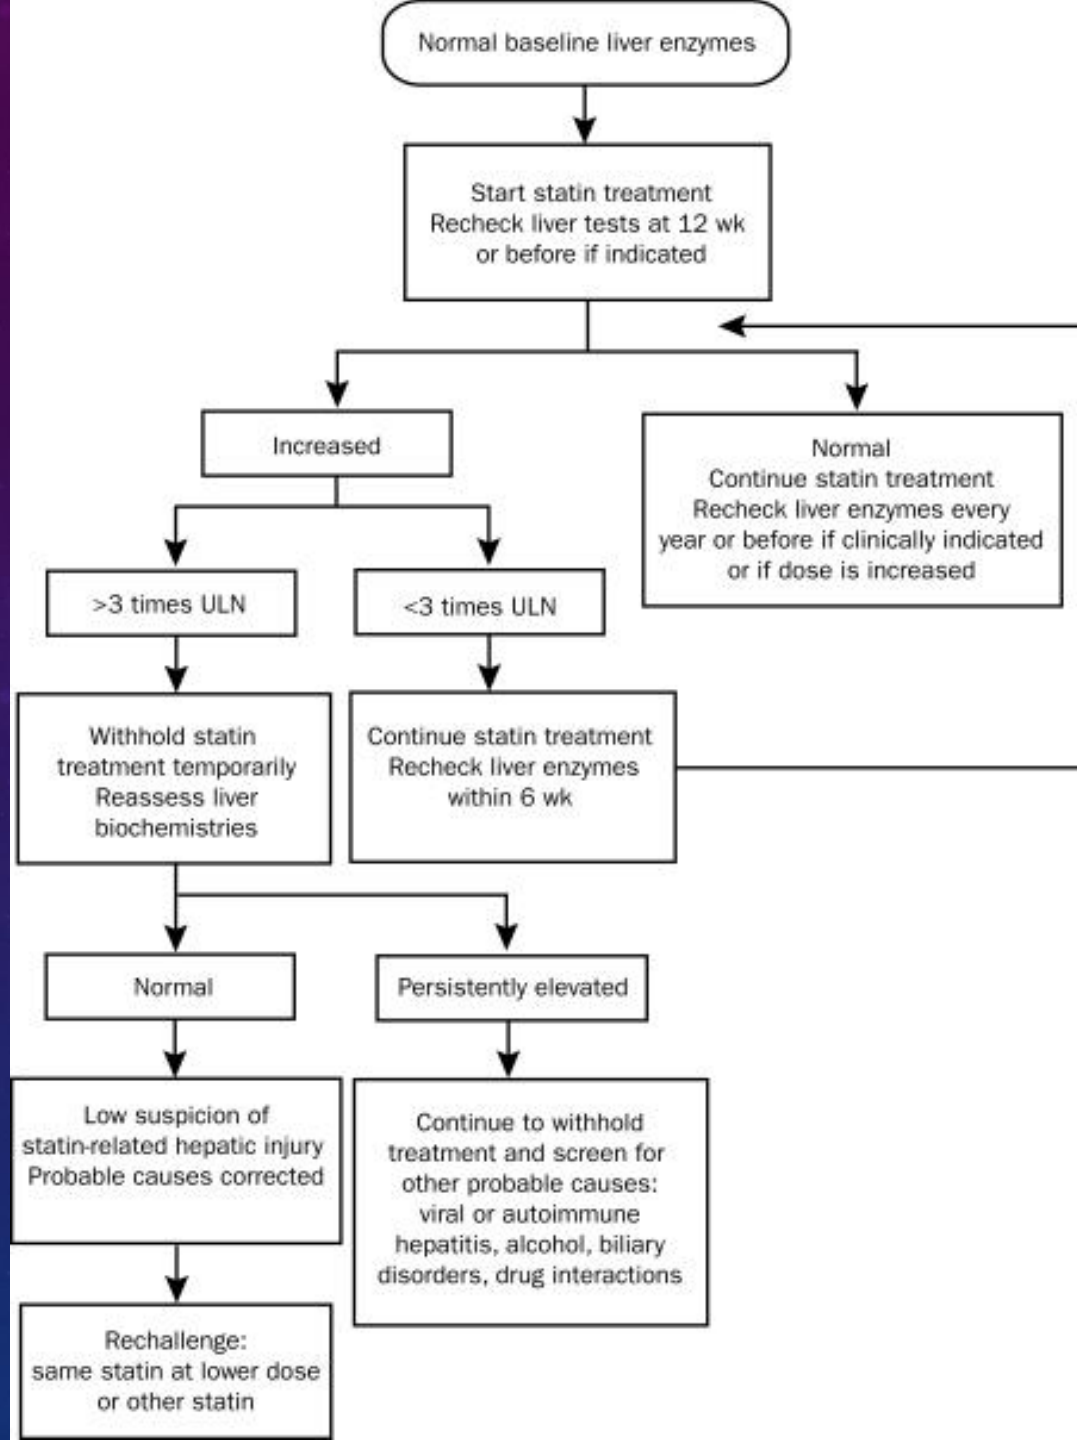 Normal baseline liver enzymes
Start statin treatment
Recheck liver tests at 12 wk
or before if indicated
Increased
Normal
Continue statin treatment
Recheck liver enzymes every
year or before if clinically indicated
or if dose is increased
>3 times ULN
<3 times ULN
Withhold statin
treatment temporarily
Reassess liver
biochemistries
Continue statin treatment
Recheck liver enzymes
within 6 wk
Normal
Persistently elevated
Low suspicion of
statin-related hepatic injury
Probable causes corrected
Continue to withhold
treatment and screen for
other probable causes:
viral or autoimmune
hepatitis, alcohol, biliary
disorders, drug interactions
Rechallenge:
same statin at lower dose
or other statin